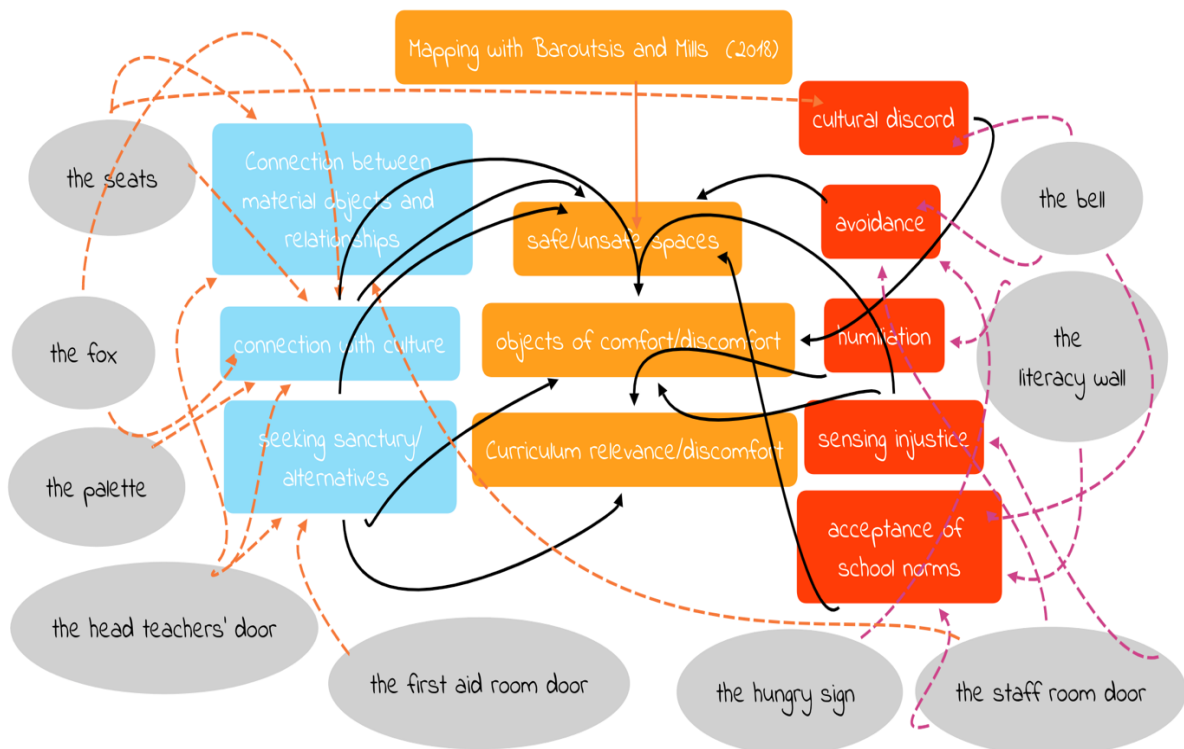 Mapping with Baroutsis and Mills (2018)
cultural discord
the seats
Connection between
material objects and
relationships
safe/unsafe spaces
avoidance
the bell
the fox
connection with culture
objects of comfort/discomfort
humliation
the
literacy wall
the palette
seeking sanctury/
alternatives
Curriculum relevance/discomfort
sensing injustice
acceptance of
school norms
the head teachers' door
the first aid room door
the hungry sign
the staff room door